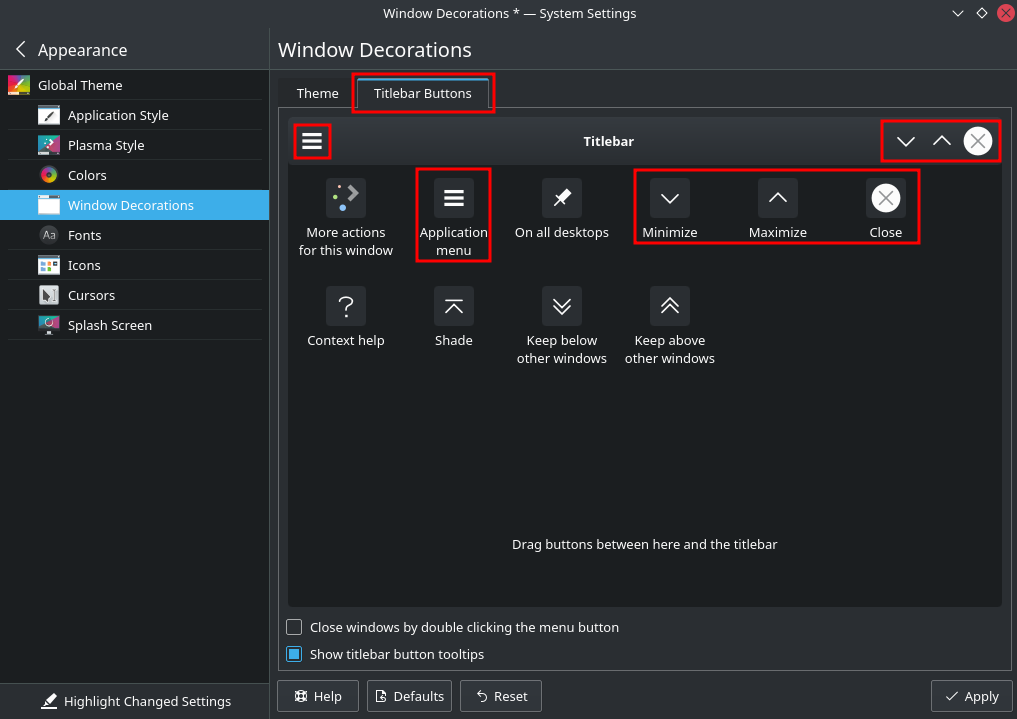 Window Decorations * — System Settings
Appearance
Window Decorations
Global Theme
Application Style
Plasma Style
Colors
Window Decorations
Fonts
Aa
Icons
Cursors
Splash Screen
Highlight Changed Settings
Theme
Titlebar Buttons
Titlebar
More actions
for this window
Application
menu
On all desktops
Minimize
Maximize
Close
?
Context help
Shade
Keep below
other windows
Keep above
other windows
Drag buttons between here and the titlebar
Close windows by double clicking the menu button
Show titlebar button tooltips
Help
Defaults
Reset
Apply